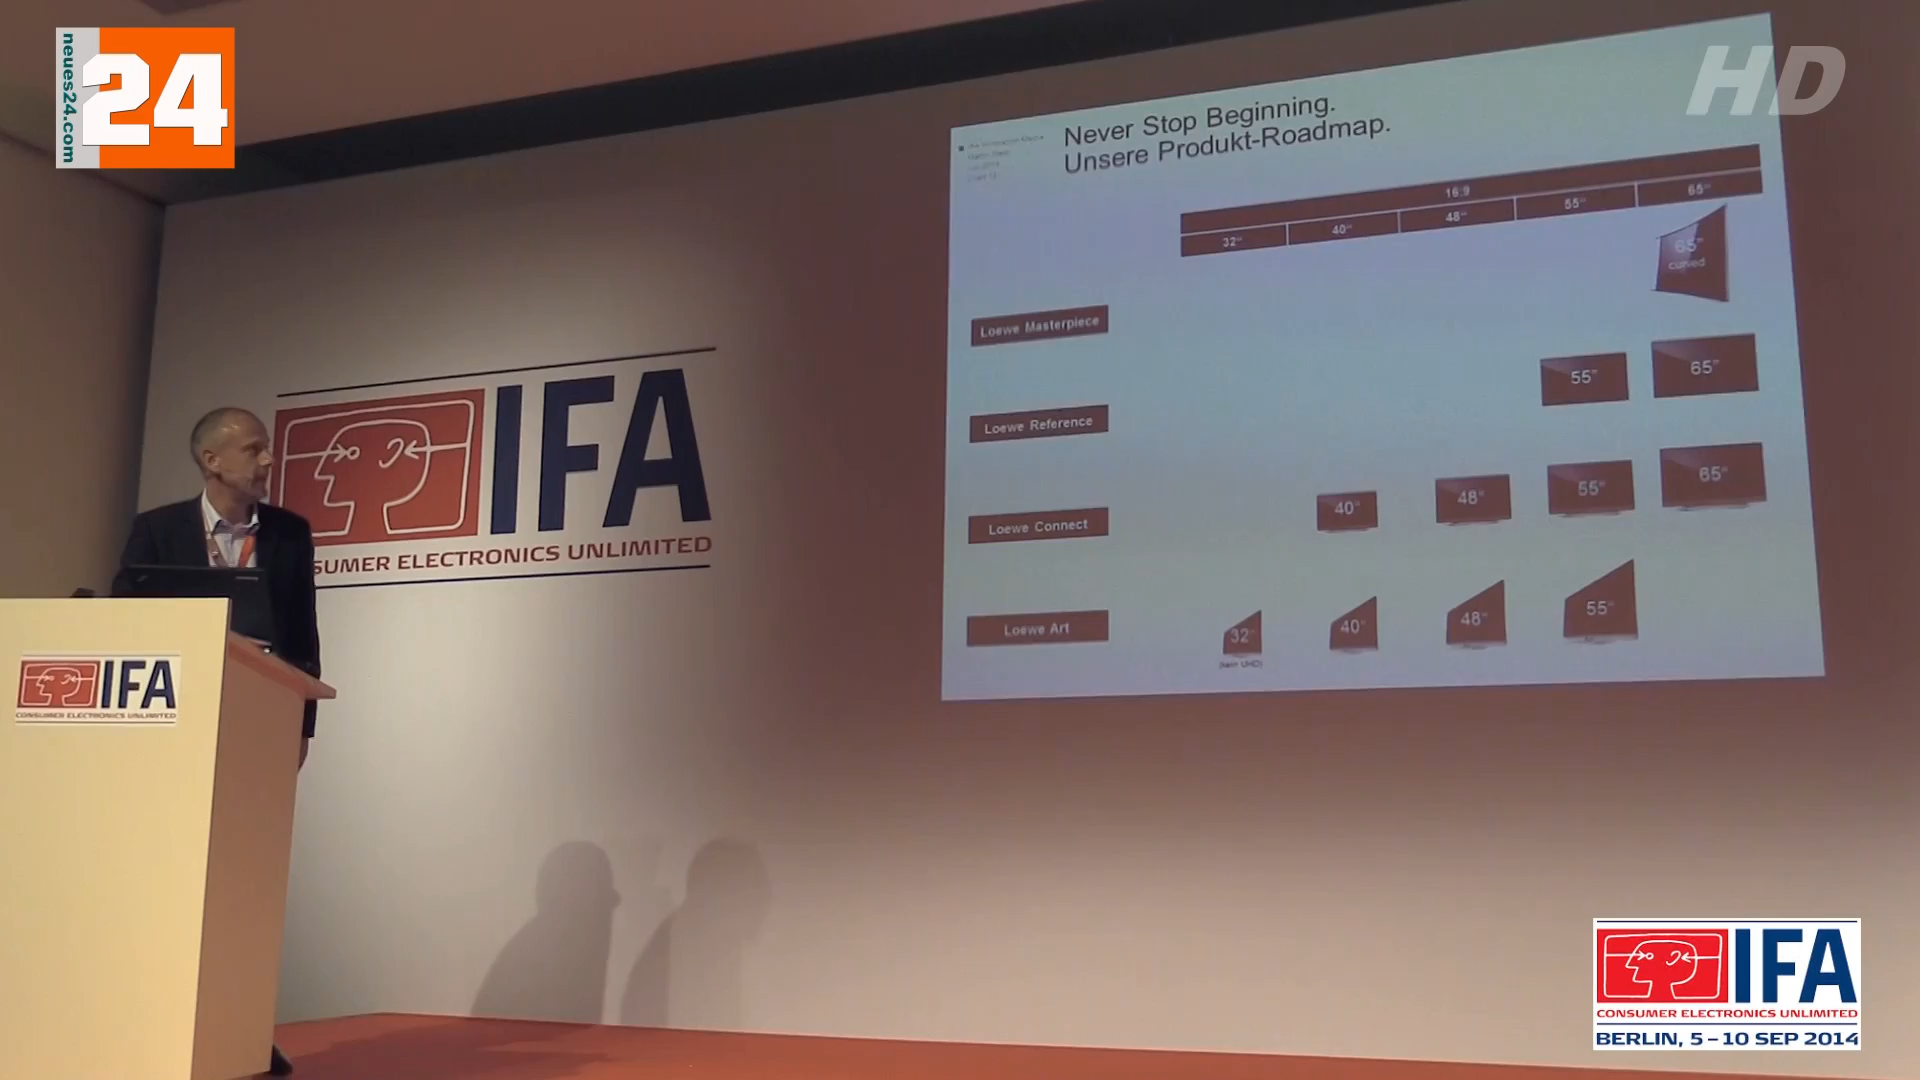 neues24.com
24
HD
Never Stop Beginning.
Unsere Produkt-Roadmap.
16:9
32" 40" 48" 55" 65"
65"
curved
Loewe Masterpiece
55" 65"
Loewe Reference
40" 48" 55" 65"
Loewe Connect
32" 40" 48" 55"
Loewe Art
(kein UHD)
IFA
SUMER ELECTRONICS UNLIMITED
IFA
CONSUMER ELECTRONICS UNLIMITED
IFA
CONSUMER ELECTRONICS UNLIMITED
BERLIN, 5 – 10 SEP 2014